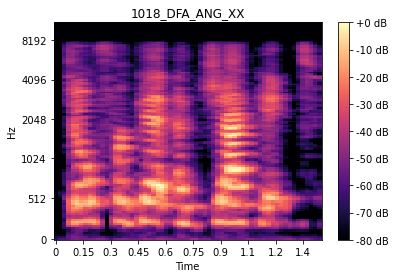 1018_DFA_ANG_XX
Hz
8192
4096
2048
1024
512
0
0 0.15 0.3 0.45 0.6 0.75 0.9 1.1 1.2 1.4
Time
+0 dB
-10 dB
-20 dB
-30 dB
-40 dB
-50 dB
-60 dB
-70 dB
-80 dB